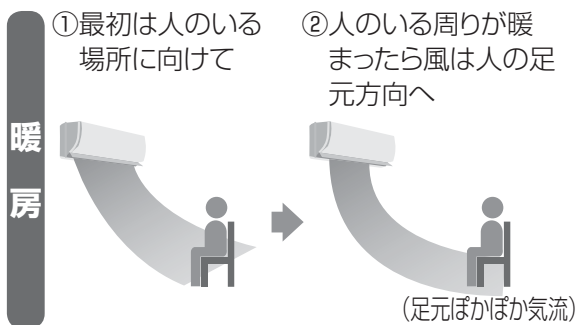 暖房
①最初は人のいる
場所に向けて
②人のいる周りが暖
まったら風は人の足
元方向へ
(足元ぽかぽか気流)